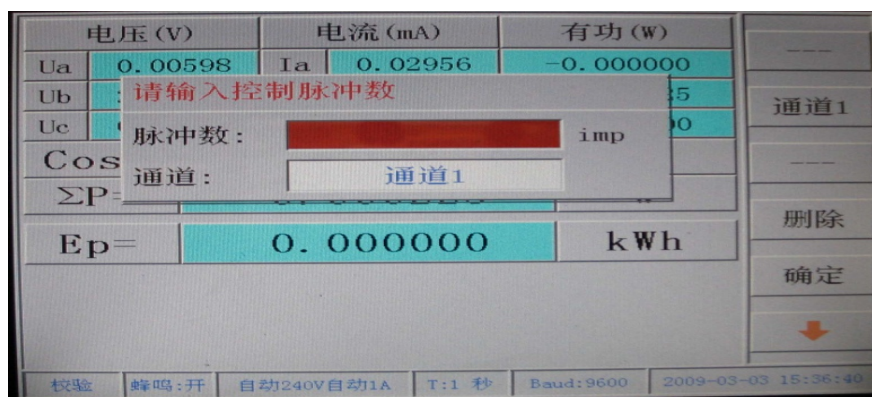 电压(V) 电流(mA) 有功(W)
Ua 0.00598 Ia 0.02956 -0.000000
Ub
Uc
请输入控制脉冲数
脉冲数: imp
通道: 通道1
Cos
ΣP=
Ep= 0.000000 kWh
---
通道1
---
删除
确定
校验 蜂鸣:开 自动240V自动1A T:1 秒 Baud:9600 2009-03-03 15:36:40